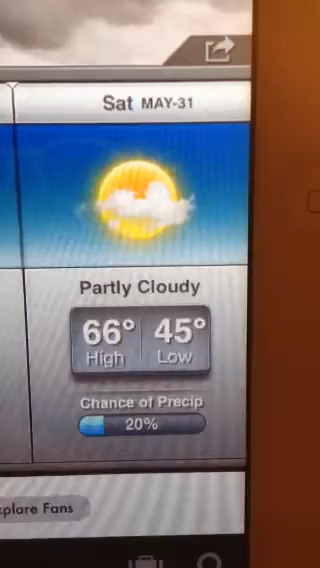 Sat MAY-31
Partly Cloudy
66° 45°
High Low
Chance of Precip
20%
xplore Fans